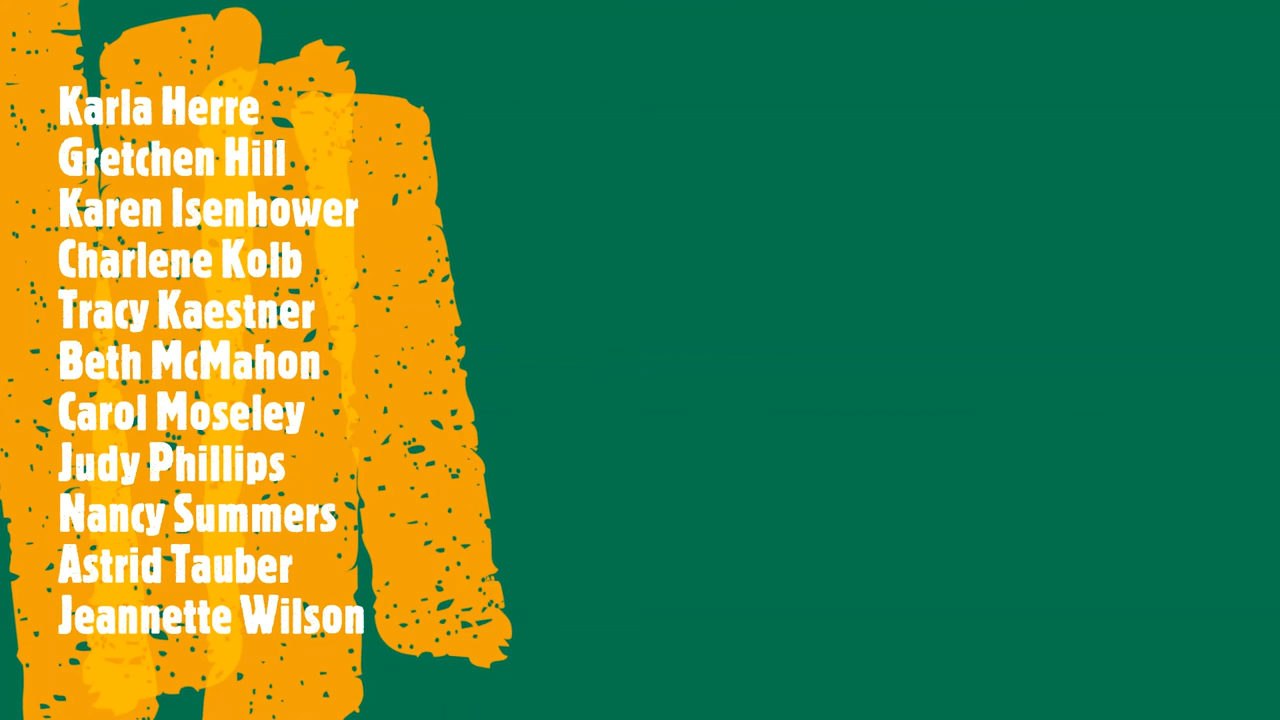 Karla Herre
Gretchen Hill
Karen Isenhower
Charlene Kolb
Tracy Kaestner
Beth McMahon
Carol Moseley
Judy Phillips
Nancy Summers
Astrid Tauber
Jeannette Wilson